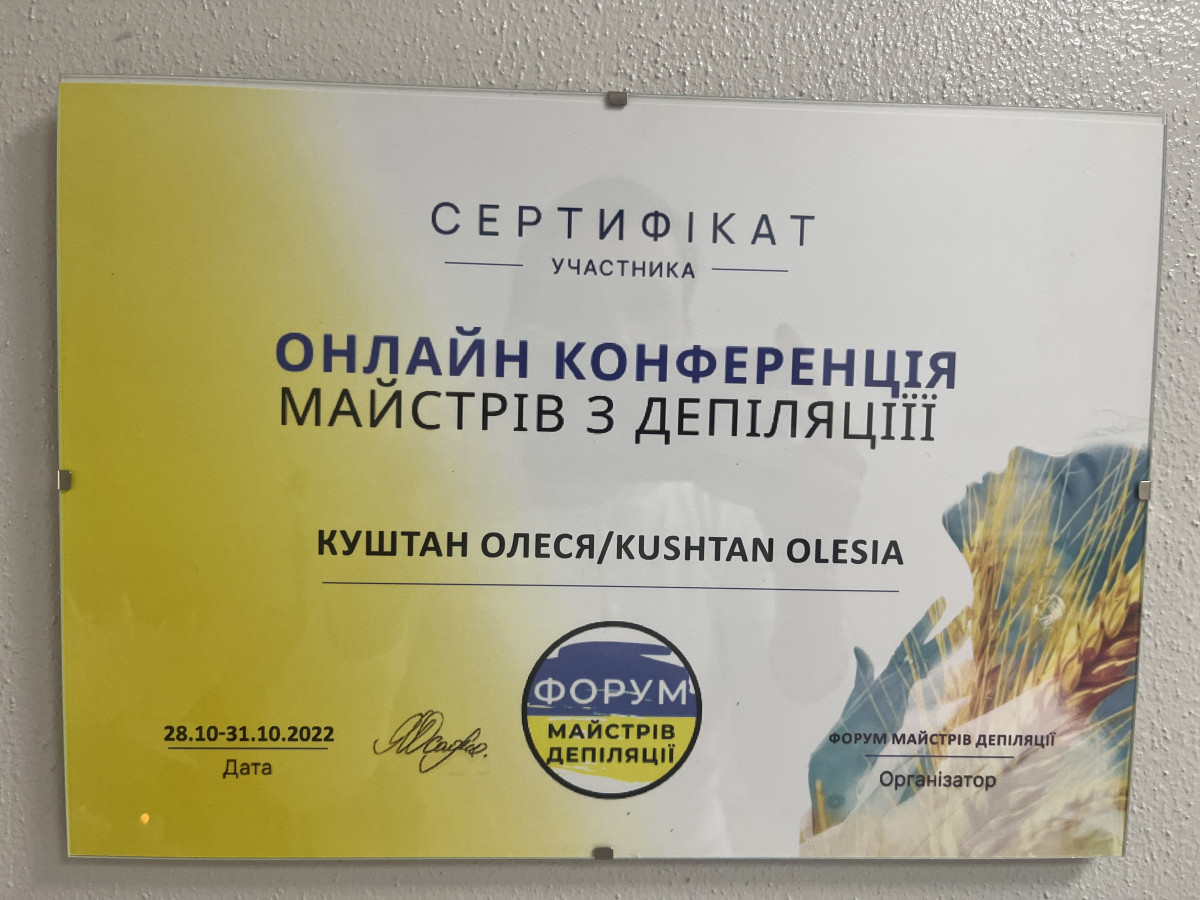 СЕРТИФІКАТ
УЧАСТНИКА
ОНЛАЙН КОНФЕРЕНЦІЯ
МАЙСТРІВ З ДЕПІЛЯЦІЇЇ
КУШТАН ОЛЕСЯ/KUSHTAN OLESIA
ФОРУМ
МАЙСТРІВ
ДЕПІЛЯЦІЇ
28.10-31.10.2022
Дата
ФОРУМ МАЙСТРІВ ДЕПІЛЯЦІЇ
Організатор